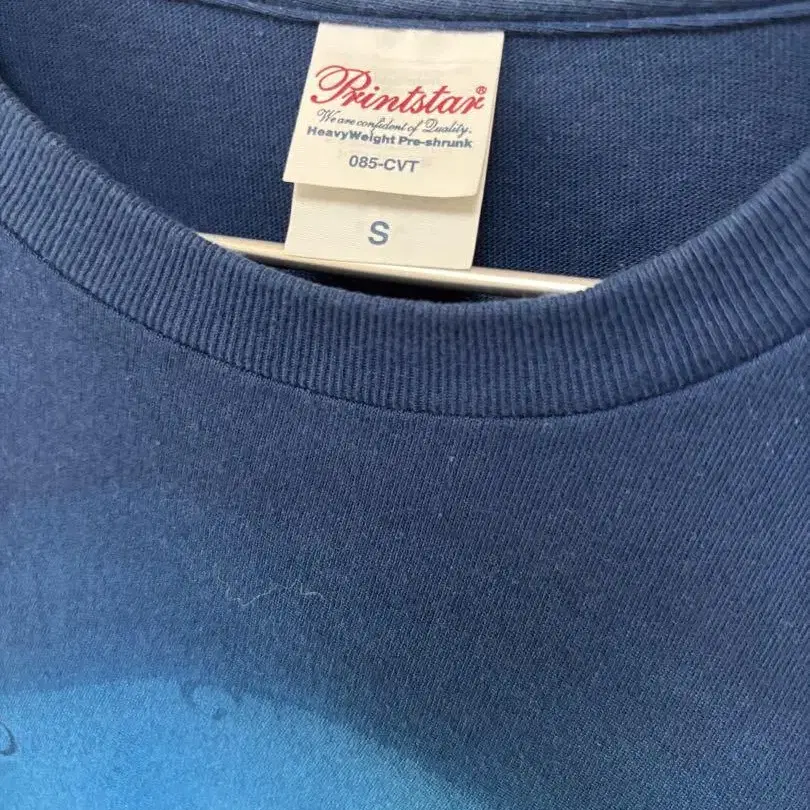 Printstar®
We are confident of Quality.
HeavyWeight Pre-shrunk
085-CVT
S